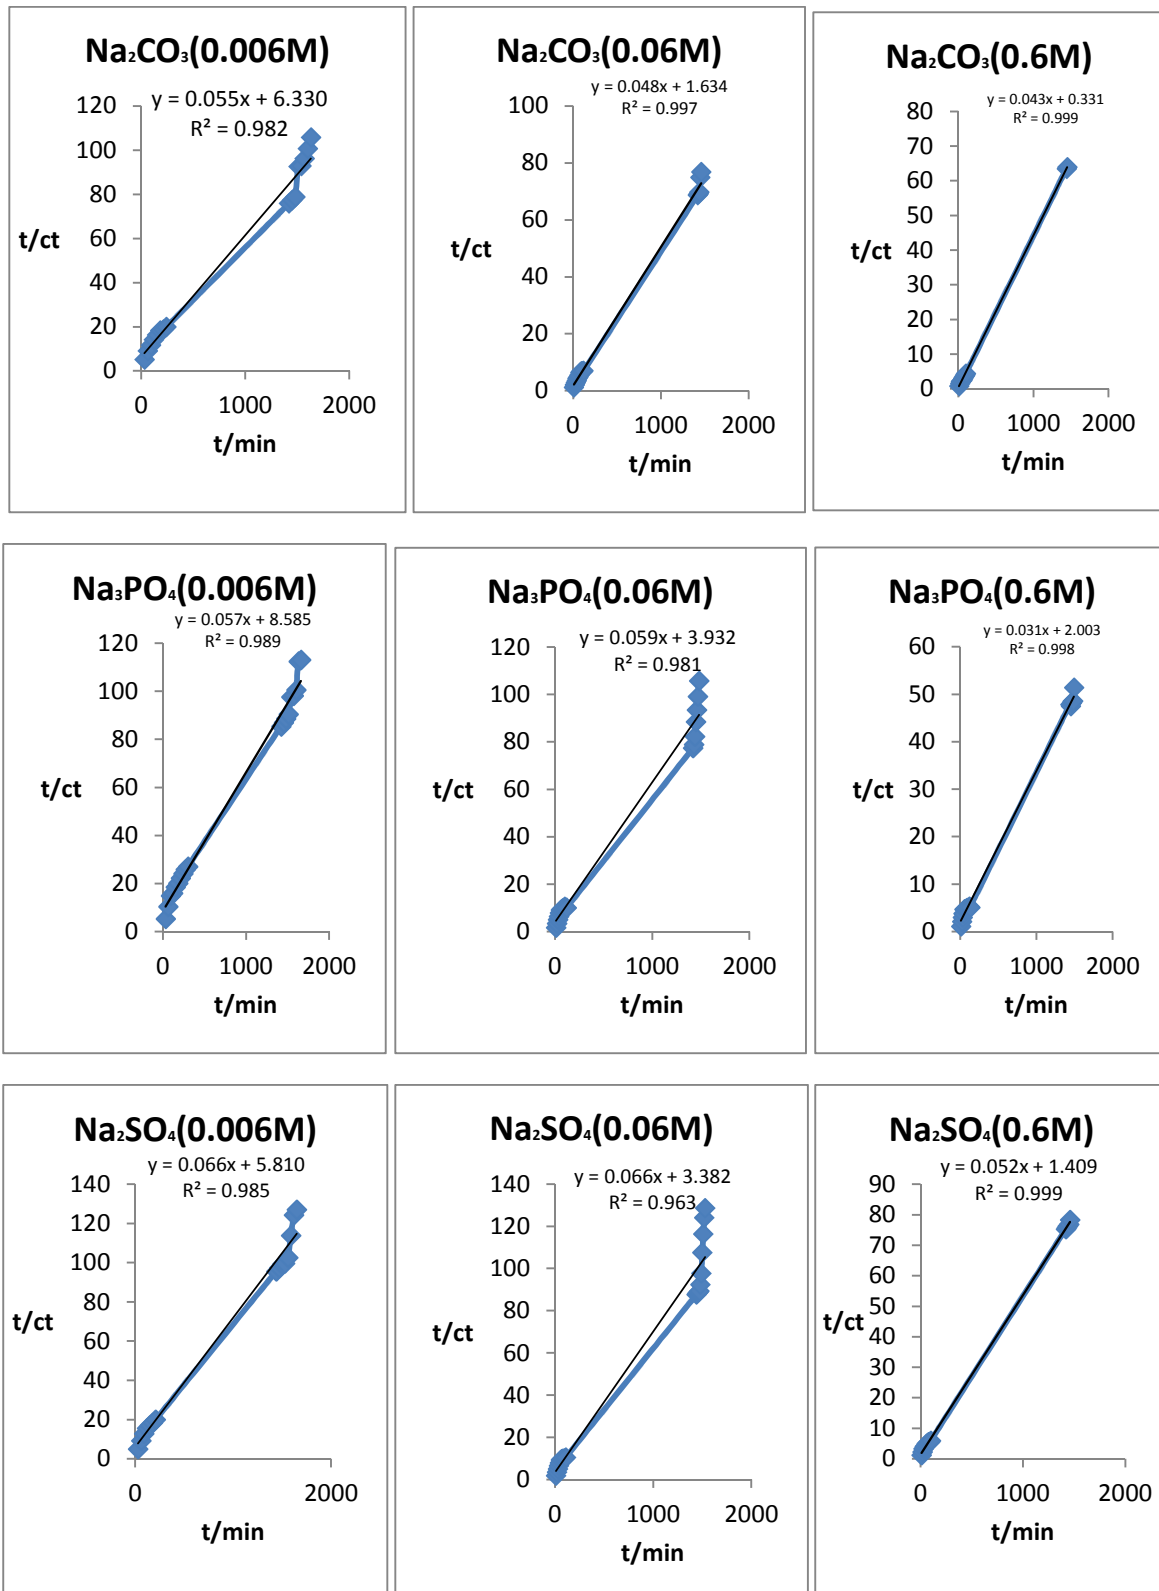 Na₂CO₃(0.006M)
y = 0.055x + 6.330
R² = 0.982
120
100
80
60
40
20
0
t/ct
0 1000 2000
t/min
Na₂CO₃(0.06M)
y = 0.048x + 1.634
R² = 0.997
100
80
60
40
20
0
t/ct
0 1000 2000
t/min
Na₂CO₃(0.6M)
y = 0.043x + 0.331
R² = 0.999
80
70
60
50
40
30
20
10
0
t/ct
0 1000 2000
t/min
Na₃PO₄(0.006M)
y = 0.057x + 8.585
R² = 0.989
120
100
80
60
40
20
0
t/ct
0 1000 2000
t/min
Na₃PO₄(0.06M)
y = 0.059x + 3.932
R² = 0.981
120
100
80
60
40
20
0
t/ct
0 1000 2000
t/min
Na₃PO₄(0.6M)
y = 0.031x + 2.003
R² = 0.998
60
50
40
30
20
10
0
t/ct
0 1000 2000
t/min
Na₂SO₄(0.006M)
y = 0.066x + 5.810
R² = 0.985
140
120
100
80
60
40
20
0
t/ct
0 2000
t/min
Na₂SO₄(0.06M)
y = 0.066x + 3.382
R² = 0.963
140
120
100
80
60
40
20
0
t/ct
0 1000 2000
t/min
Na₂SO₄(0.6M)
y = 0.052x + 1.409
R² = 0.999
90
80
70
60
50
40
30
20
10
0
t/ct
0 1000 2000
t/min